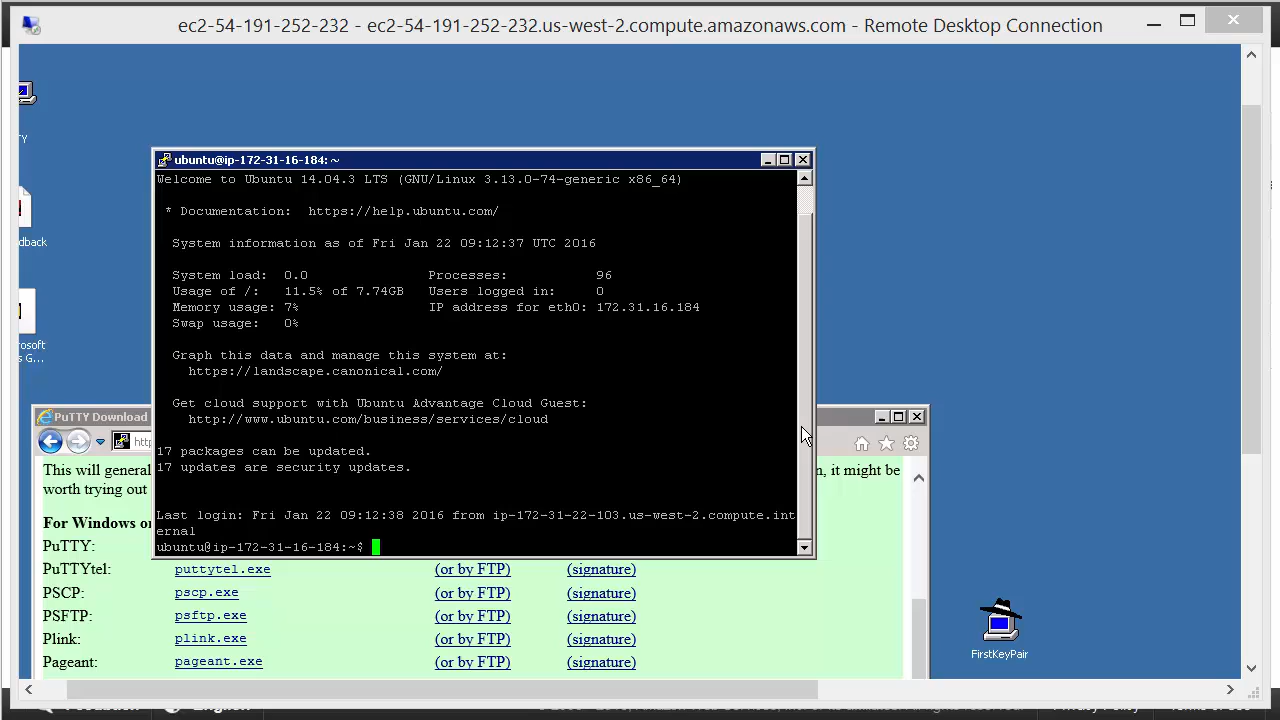 ec2-54-191-252-232 - ec2-54-191-252-232.us-west-2.compute.amazonaws.com - Remote Desktop Connection
TY
ubuntu@ip-172-31-16-184: ~
Welcome to Ubuntu 14.04.3 LTS (GNU/Linux 3.13.0-74-generic x86_64)
* Documentation: https://help.ubuntu.com/
dback
System information as of Fri Jan 22 09:12:37 UTC 2016
System load: 0.0 Processes: 96
Usage of /: 11.5% of 7.74GB Users logged in: 0
Memory usage: 7% IP address for eth0: 172.31.16.184
Swap usage: 0%
rosoft
s G...
Graph this data and manage this system at:
https://landscape.canonical.com/
Get cloud support with Ubuntu Advantage Cloud Guest:
http://www.ubuntu.com/business/services/cloud
PuTTY Download
htt
17 packages can be updated.
17 updates are security updates.
This will general n, it might be
worth trying out
Last login: Fri Jan 22 09:12:38 2016 from ip-172-31-22-103.us-west-2.compute.int
ernal
ubuntu@ip-172-31-16-184:~$
For Windows on
PuTTY:
PuTTYtel: puttytel.exe (or by FTP) (signature)
PSCP: pscp.exe (or by FTP) (signature)
PSFTP: psftp.exe (or by FTP) (signature)
Plink: plink.exe (or by FTP) (signature)
Pageant: pageant.exe (or by FTP) (signature)
FirstKeyPair